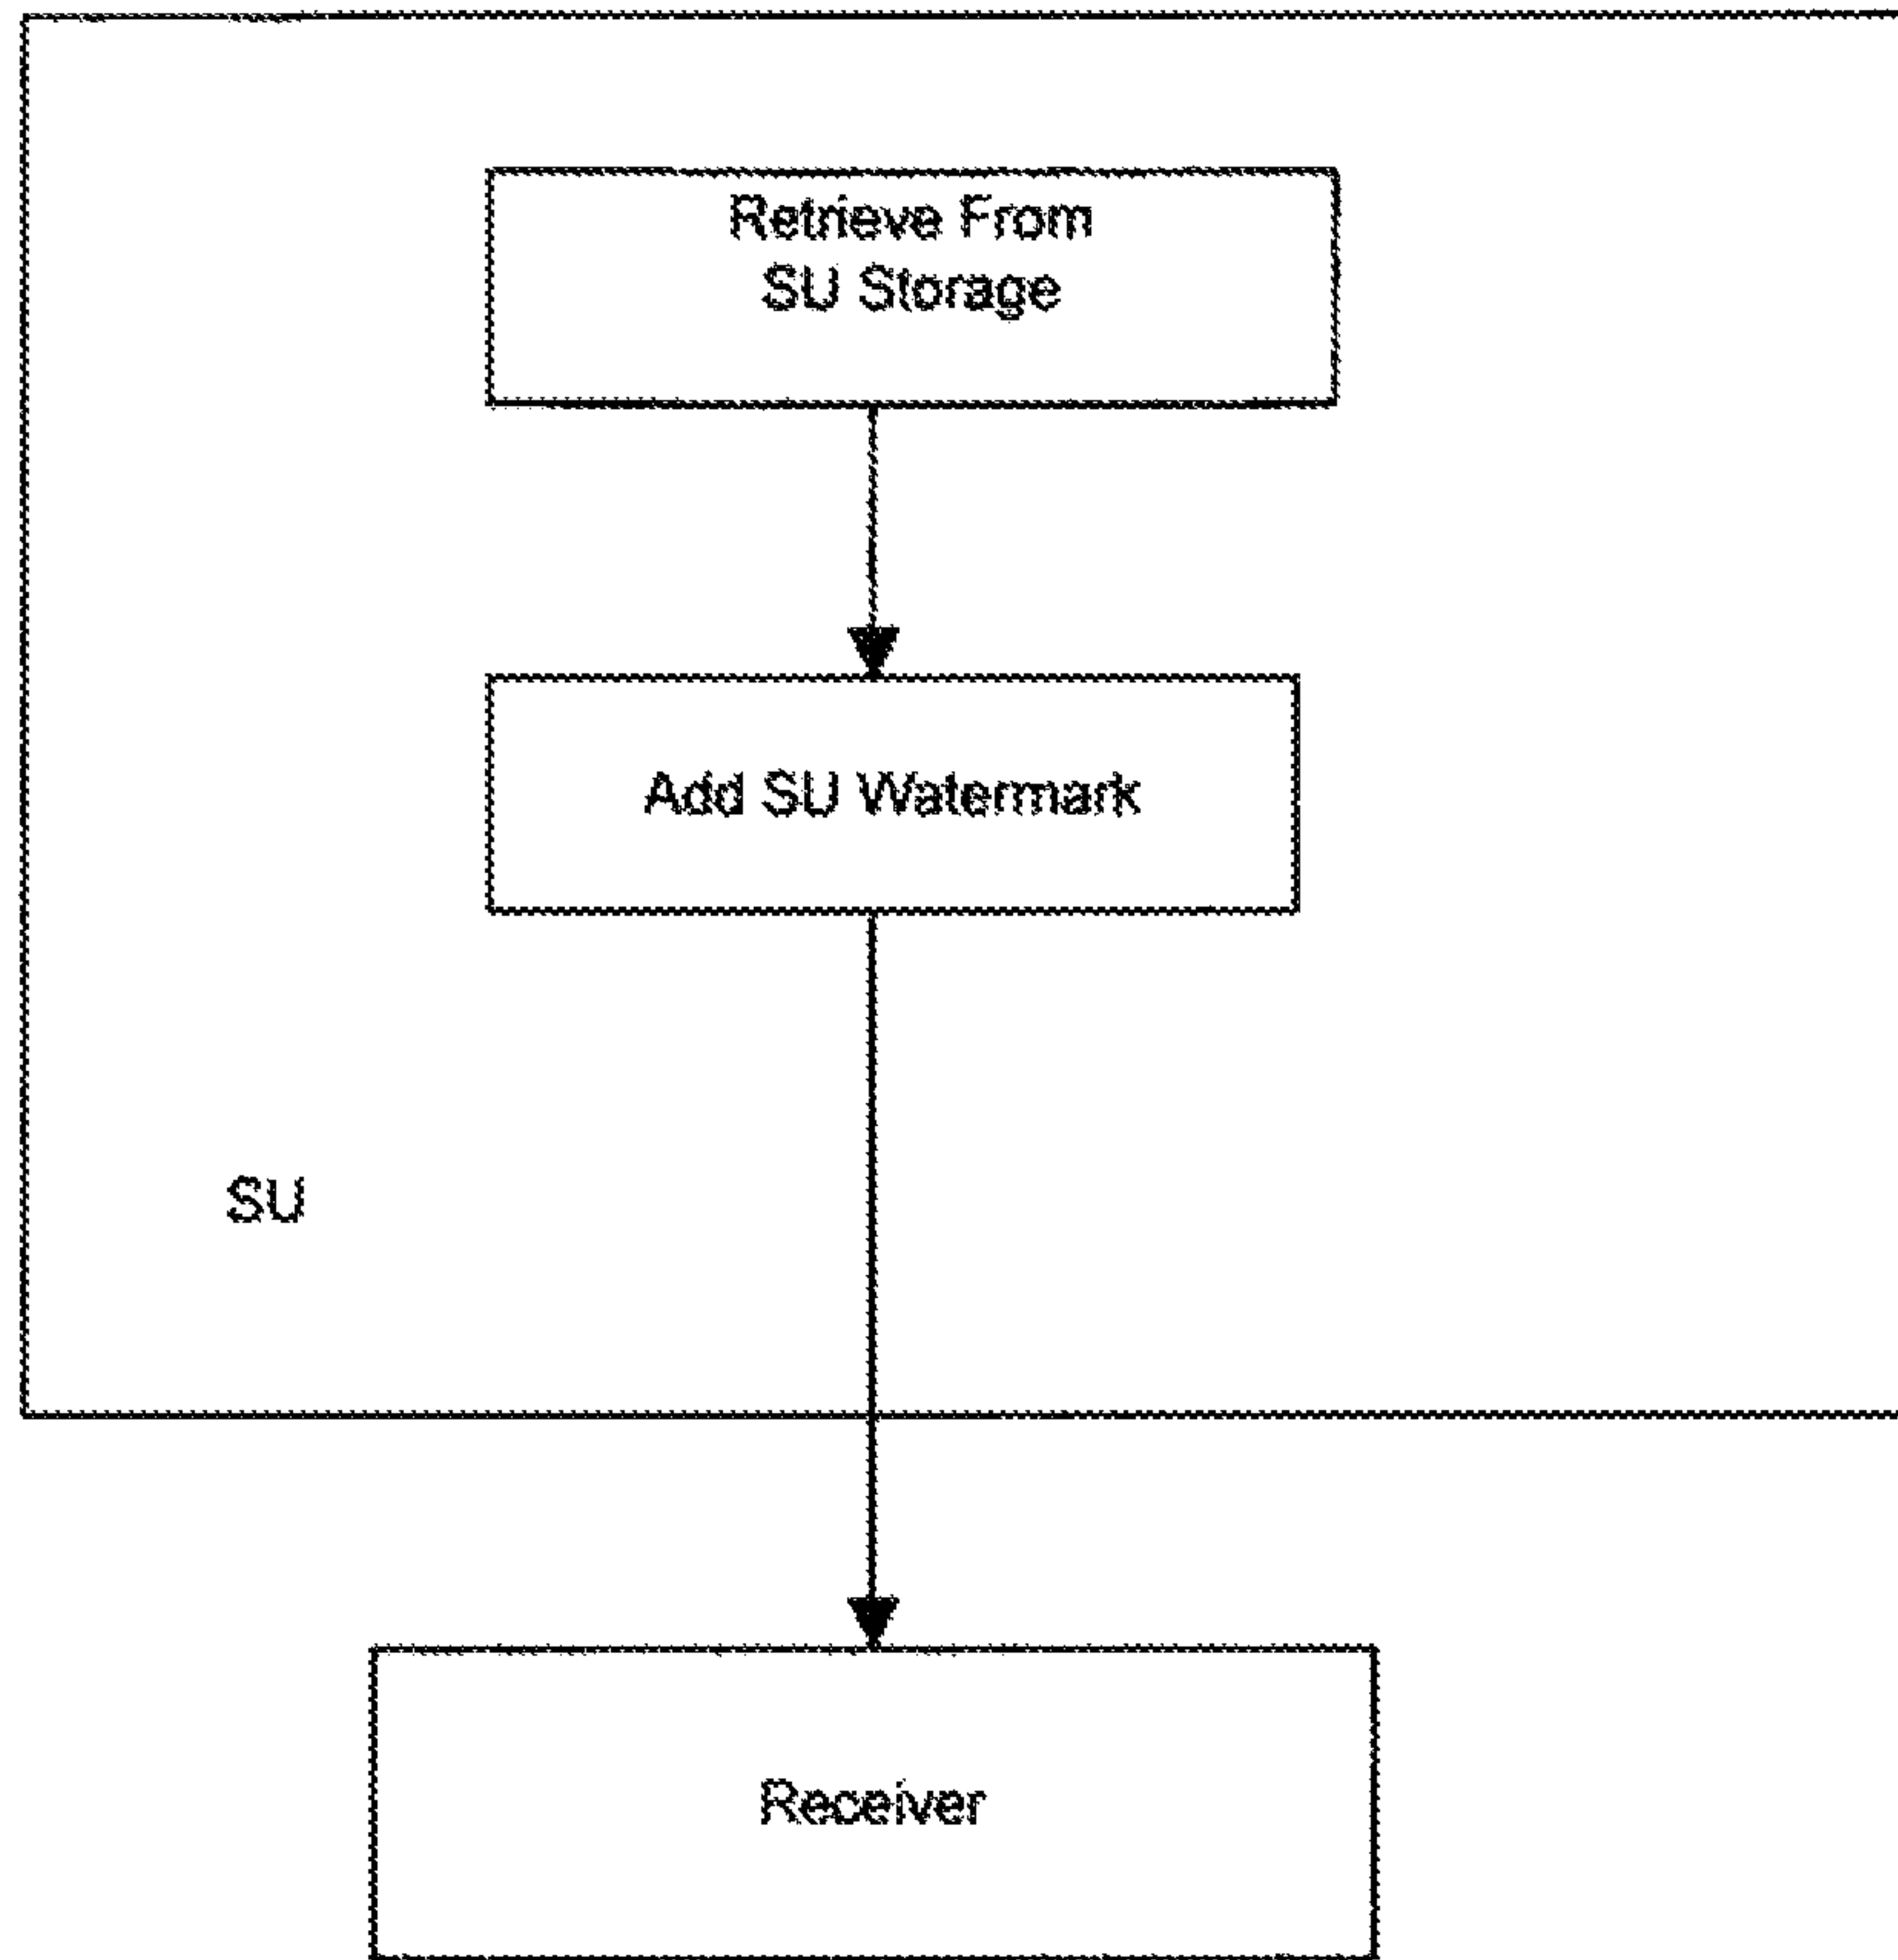 Retrieve From
SU Storage
Add SU Watermark
SU
Receiver